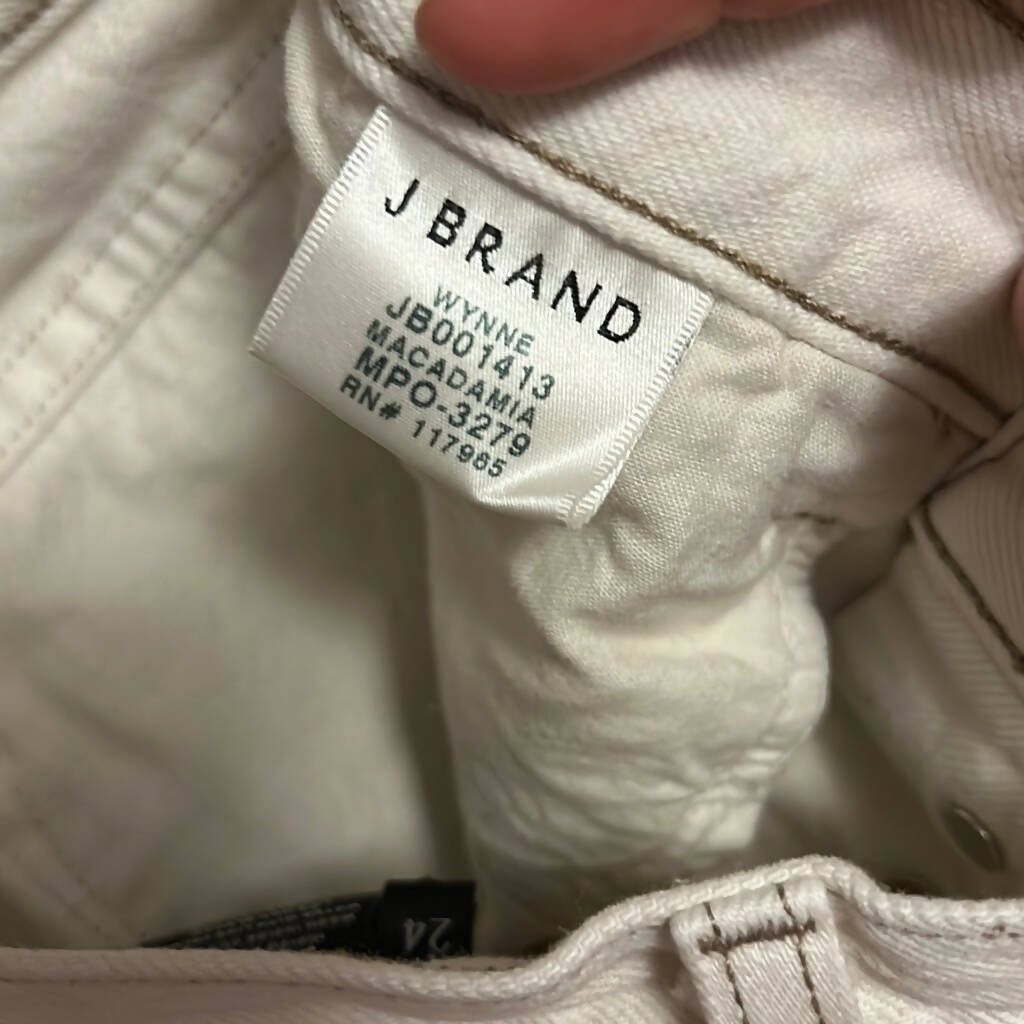 J BRAND
WYNNE
JB001413
MACADAMIA
MPO-3279
RN# 117965
24